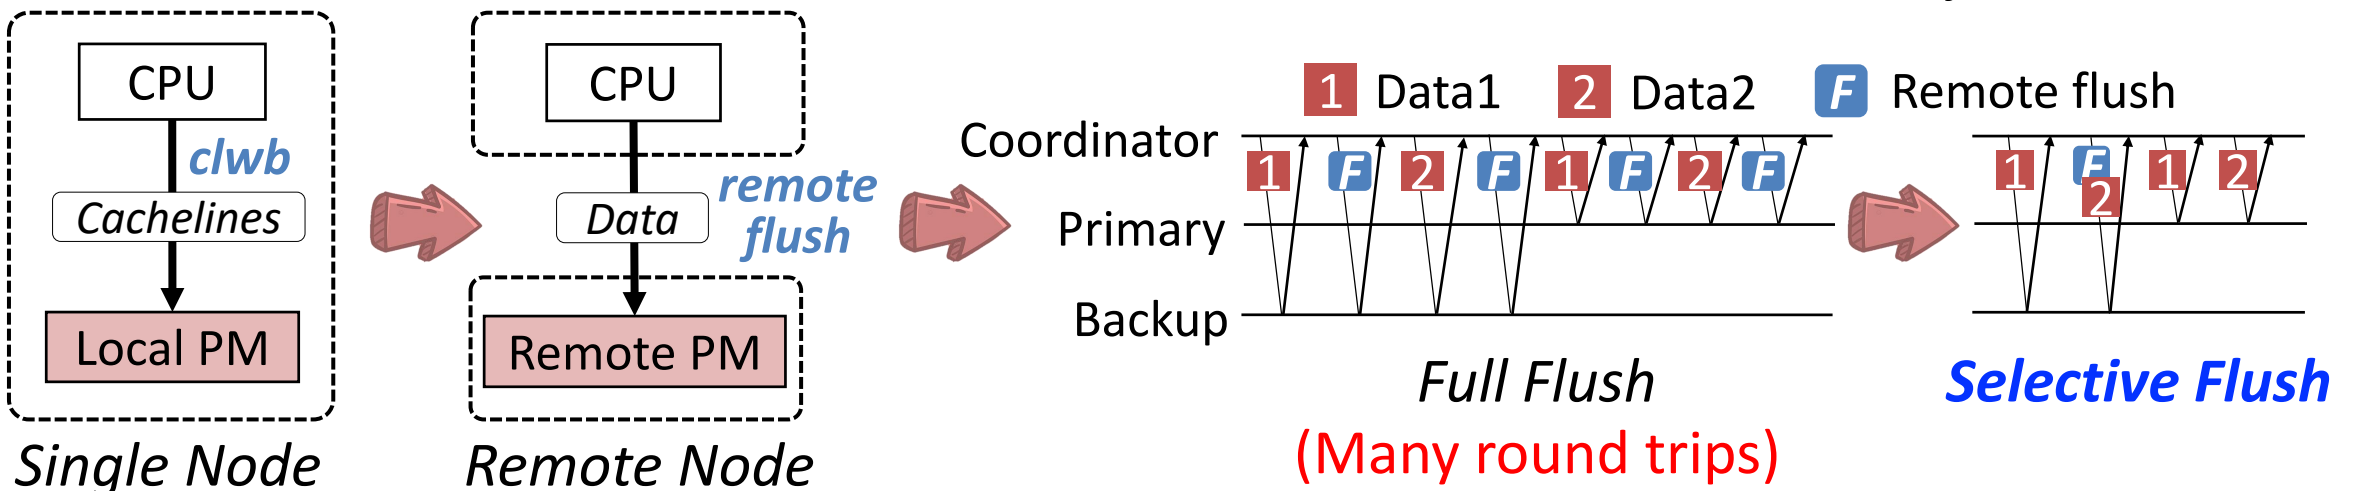 CPU
clwb
Cachelines
Local PM
Single Node
CPU
remote
flush
Data
Remote PM
Remote Node
1 Data1 2 Data2 F Remote flush
Coordinator
1 F 2 F 1 F 2 F
Primary
Backup
Full Flush
(Many round trips)
1 F 1 2
2
Selective Flush